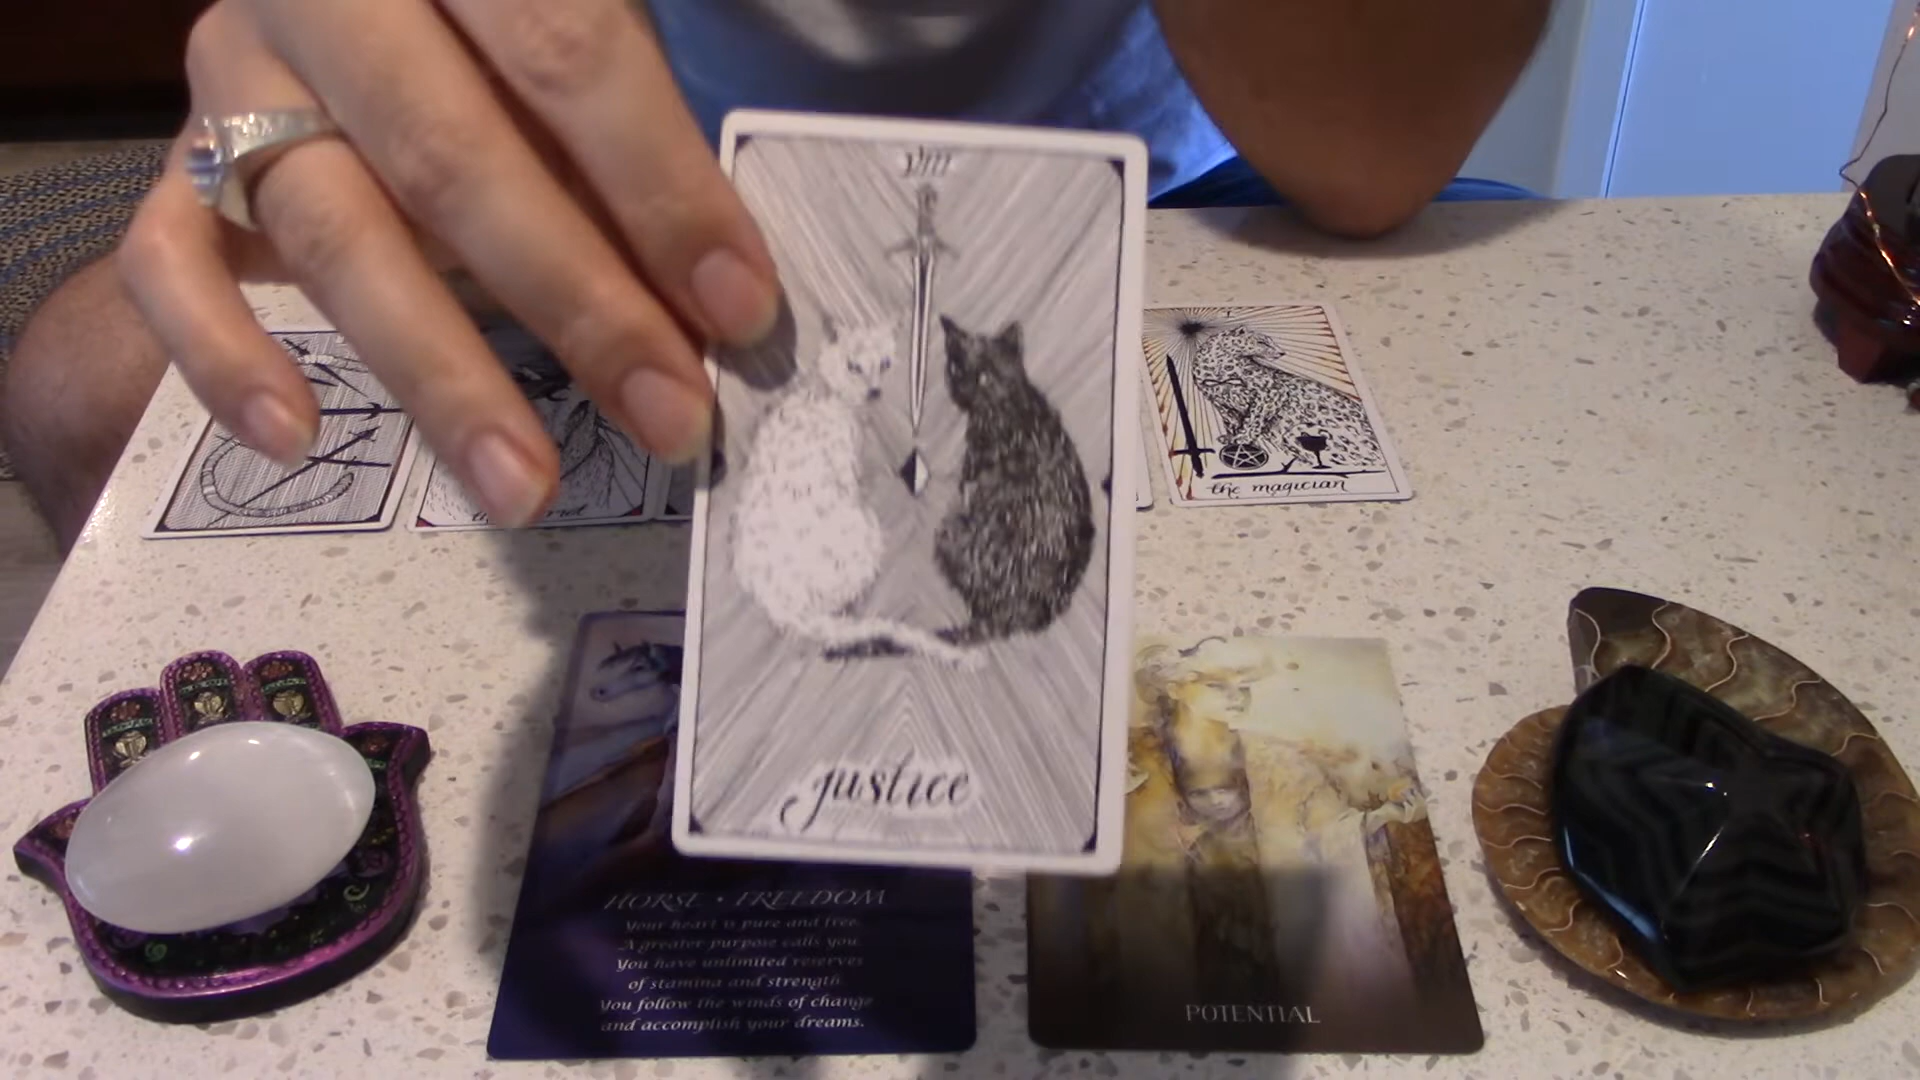 VIII
justice
I
the magician
HORSE • FREEDOM
Your heart is pure and free.
A greater purpose calls you.
You have unlimited reserves
of stamina and strength.
You follow the winds of change
and accomplish your dreams.
POTENTIAL